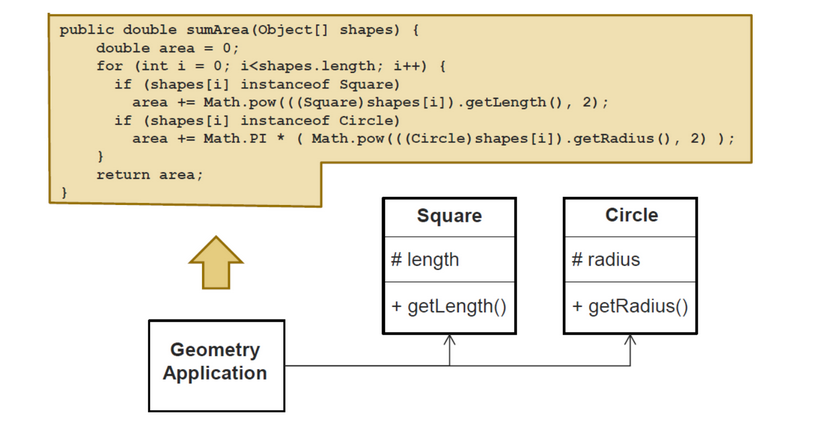 public double sumArea(Object[] shapes) {
    double area = 0;
    for (int i = 0; i<shapes.length; i++) {
      if (shapes[i] instanceof Square)
        area += Math.pow(((Square)shapes[i]).getLength(), 2);
      if (shapes[i] instanceof Circle)
        area += Math.PI * ( Math.pow(((Circle)shapes[i]).getRadius(), 2) );
    }
    return area;
}
Square
# length
+ getLength()
Circle
# radius
+ getRadius()
Geometry
Application